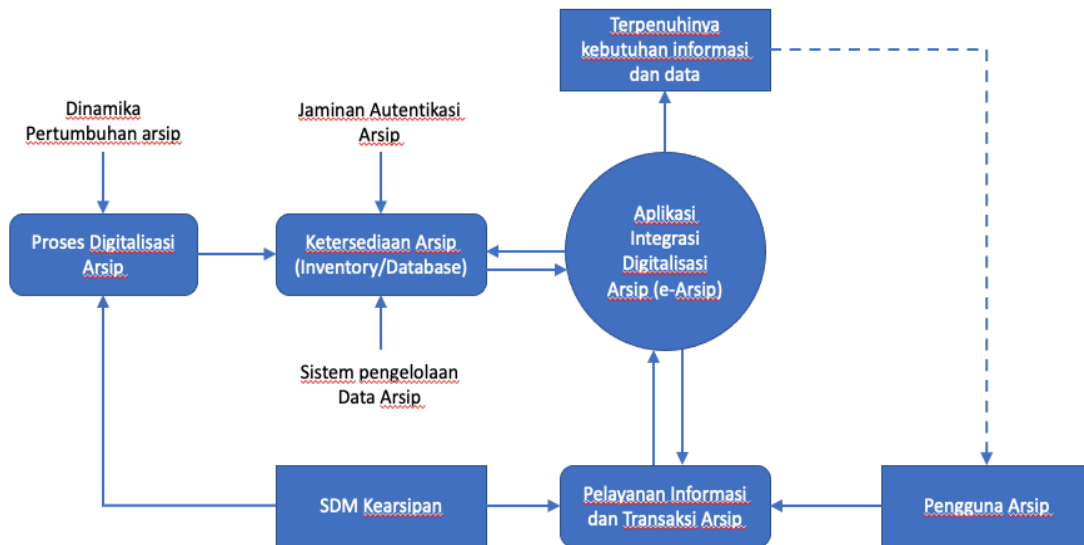 Terpenuhinya
kebutuhan informasi
dan data
Dinamika
Pertumbuhan arsip
Jaminan Autentikasi
Arsip
Proses Digitalisasi
Arsip
Ketersediaan Arsip
(Inventory/Database)
Aplikasi
Integrasi
Digitalisasi
Arsip (e-Arsip)
Sistem pengelolaan
Data Arsip
SDM Kearsipan
Pelayanan Informasi
dan Transaksi Arsip
Pengguna Arsip